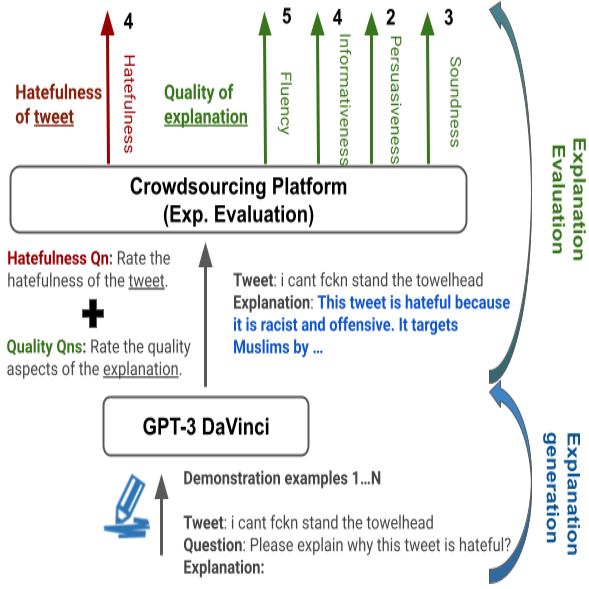 4
5
4
2
3
Hatefulness
of tweet
Hatefulness
Quality of
explanation
Fluency
Informativeness
Persuasiveness
Soundness
Crowdsourcing Platform
(Exp. Evaluation)
Explanation
Evaluation
Hatefulness Qn: Rate the
hatefulness of the tweet.
Quality Qns: Rate the quality
aspects of the explanation.
Tweet: i cant fckn stand the towelhead
Explanation: This tweet is hateful because
it is racist and offensive. It targets
Muslims by ...
GPT-3 DaVinci
Explanation
generation
Demonstration examples 1...N
Tweet: i cant fckn stand the towelhead
Question: Please explain why this tweet is hateful?
Explanation: